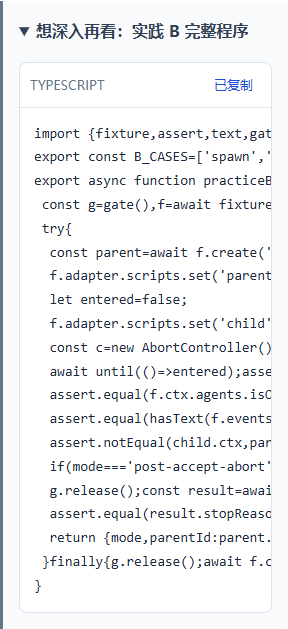 ▼ 想深入再看：实践 B 完整程序
TYPESCRIPT 已复制
import {fixture,assert,text,gat
export const B_CASES=['spawn','
export async function practiceB
const g=gate(),f=await fixture
try{
const parent=await f.create('
f.adapter.scripts.set('parent
let entered=false;
f.adapter.scripts.set('child'
const c=new AbortController()
await until(()=>entered);asse
assert.equal(f.ctx.agents.isO
assert.equal(hasText(f.events
assert.notEqual(child.ctx,par
if(mode==='post-accept-abort'
g.release();const result=awai
assert.equal(result.stopReaso
return {mode,parentId:parent.
}finally{g.release();await f.c
}